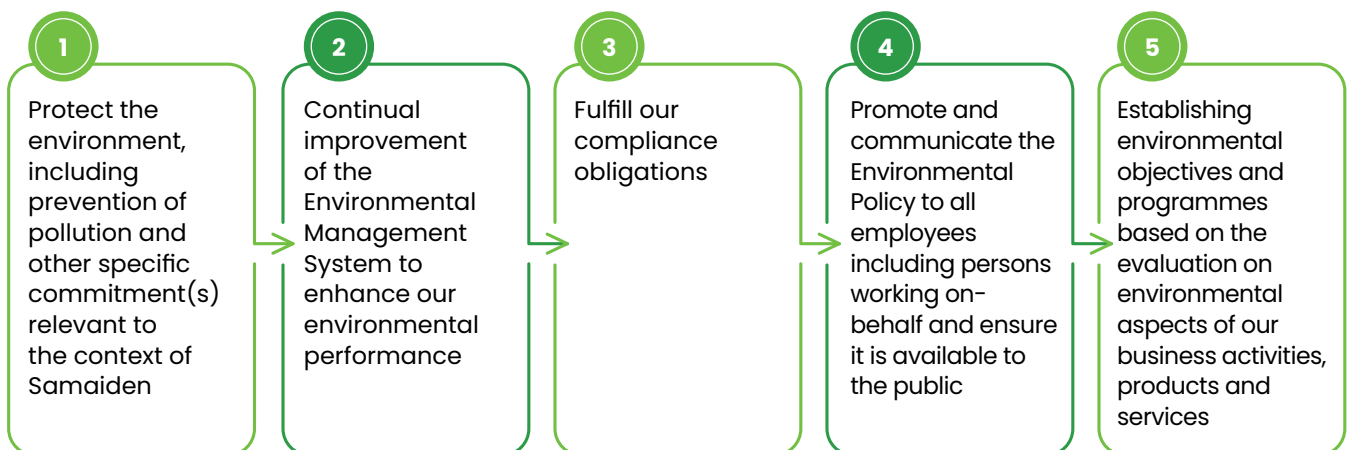 1
Protect the
environment,
including
prevention of
pollution and
other specific
commitment(s)
relevant to
the context of
Samaiden
2
Continual
improvement
of the
Environmental
Management
System to
enhance our
environmental
performance
3
Fulfill our
compliance
obligations
4
Promote and
communicate the
Environmental
Policy to all
employees
including persons
working on-
behalf and ensure
it is available to
the public
5
Establishing
environmental
objectives and
programmes
based on the
evaluation on
environmental
aspects of our
business activities,
products and
services